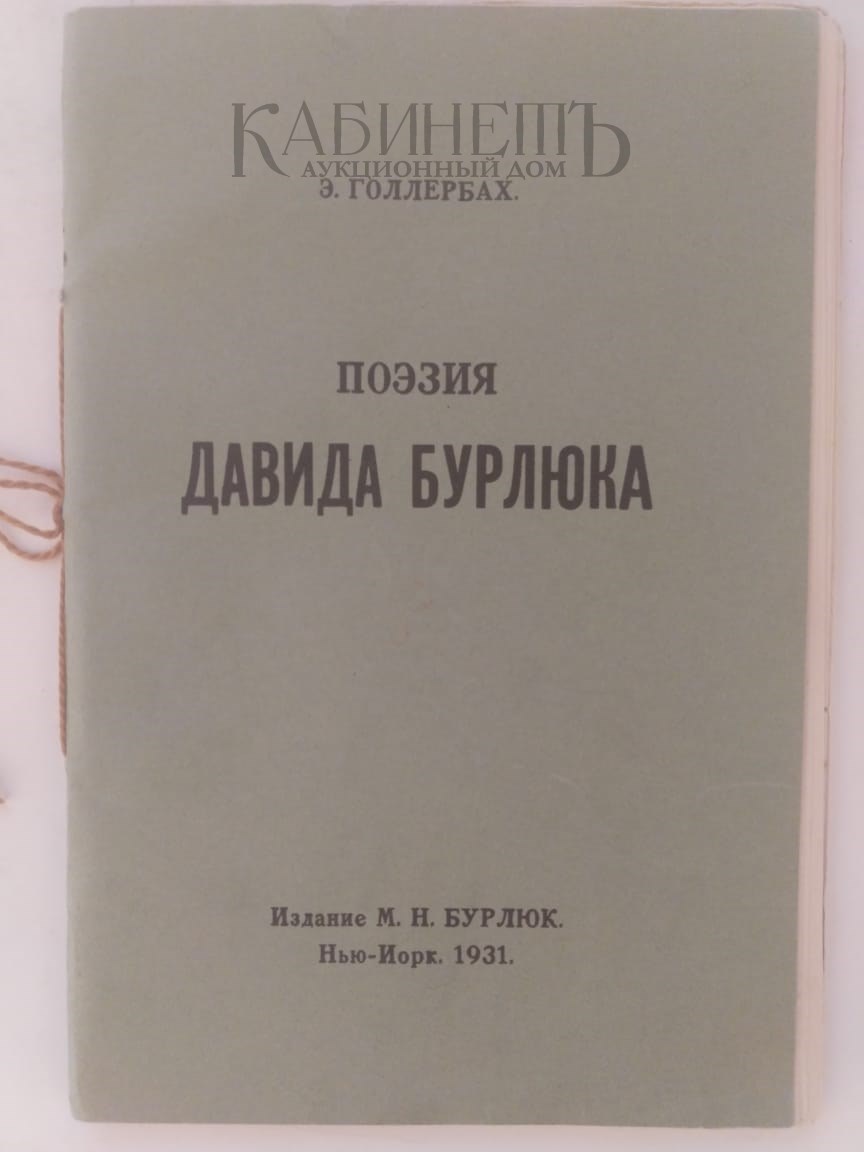 КАБИНЕТЪ
АУКЦИОННЫЙ ДОМ
Э. ГОЛЛЕРБАХ.
ПОЭЗИЯ
ДАВИДА БУРЛЮКА
Издание М. Н. БУРЛЮК.
Нью-Иорк. 1931.